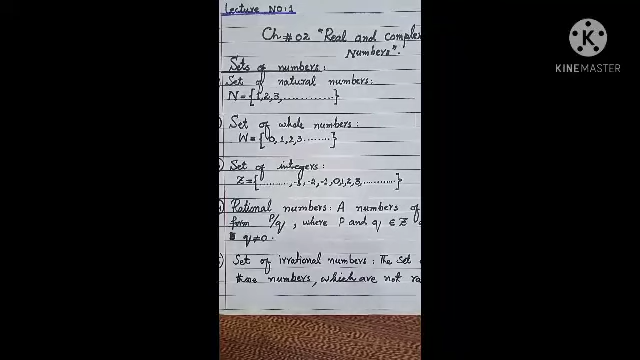 Lecture NO:1
Ch # 02 "Real and Complex
Numbers".
Sets of numbers:
Set of natural numbers:
N={1,2,3,..............}
Set of whole numbers:
W={0,1,2,3........}
Set of integers:
Z={........,-3,-2,-1,0,1,2,3,...........}
Rational numbers: A numbers of
form P/q, where P and q ∈ Z
q≠0.
Set of irrational numbers: The set
those numbers, which are not ra
KINEMASTER